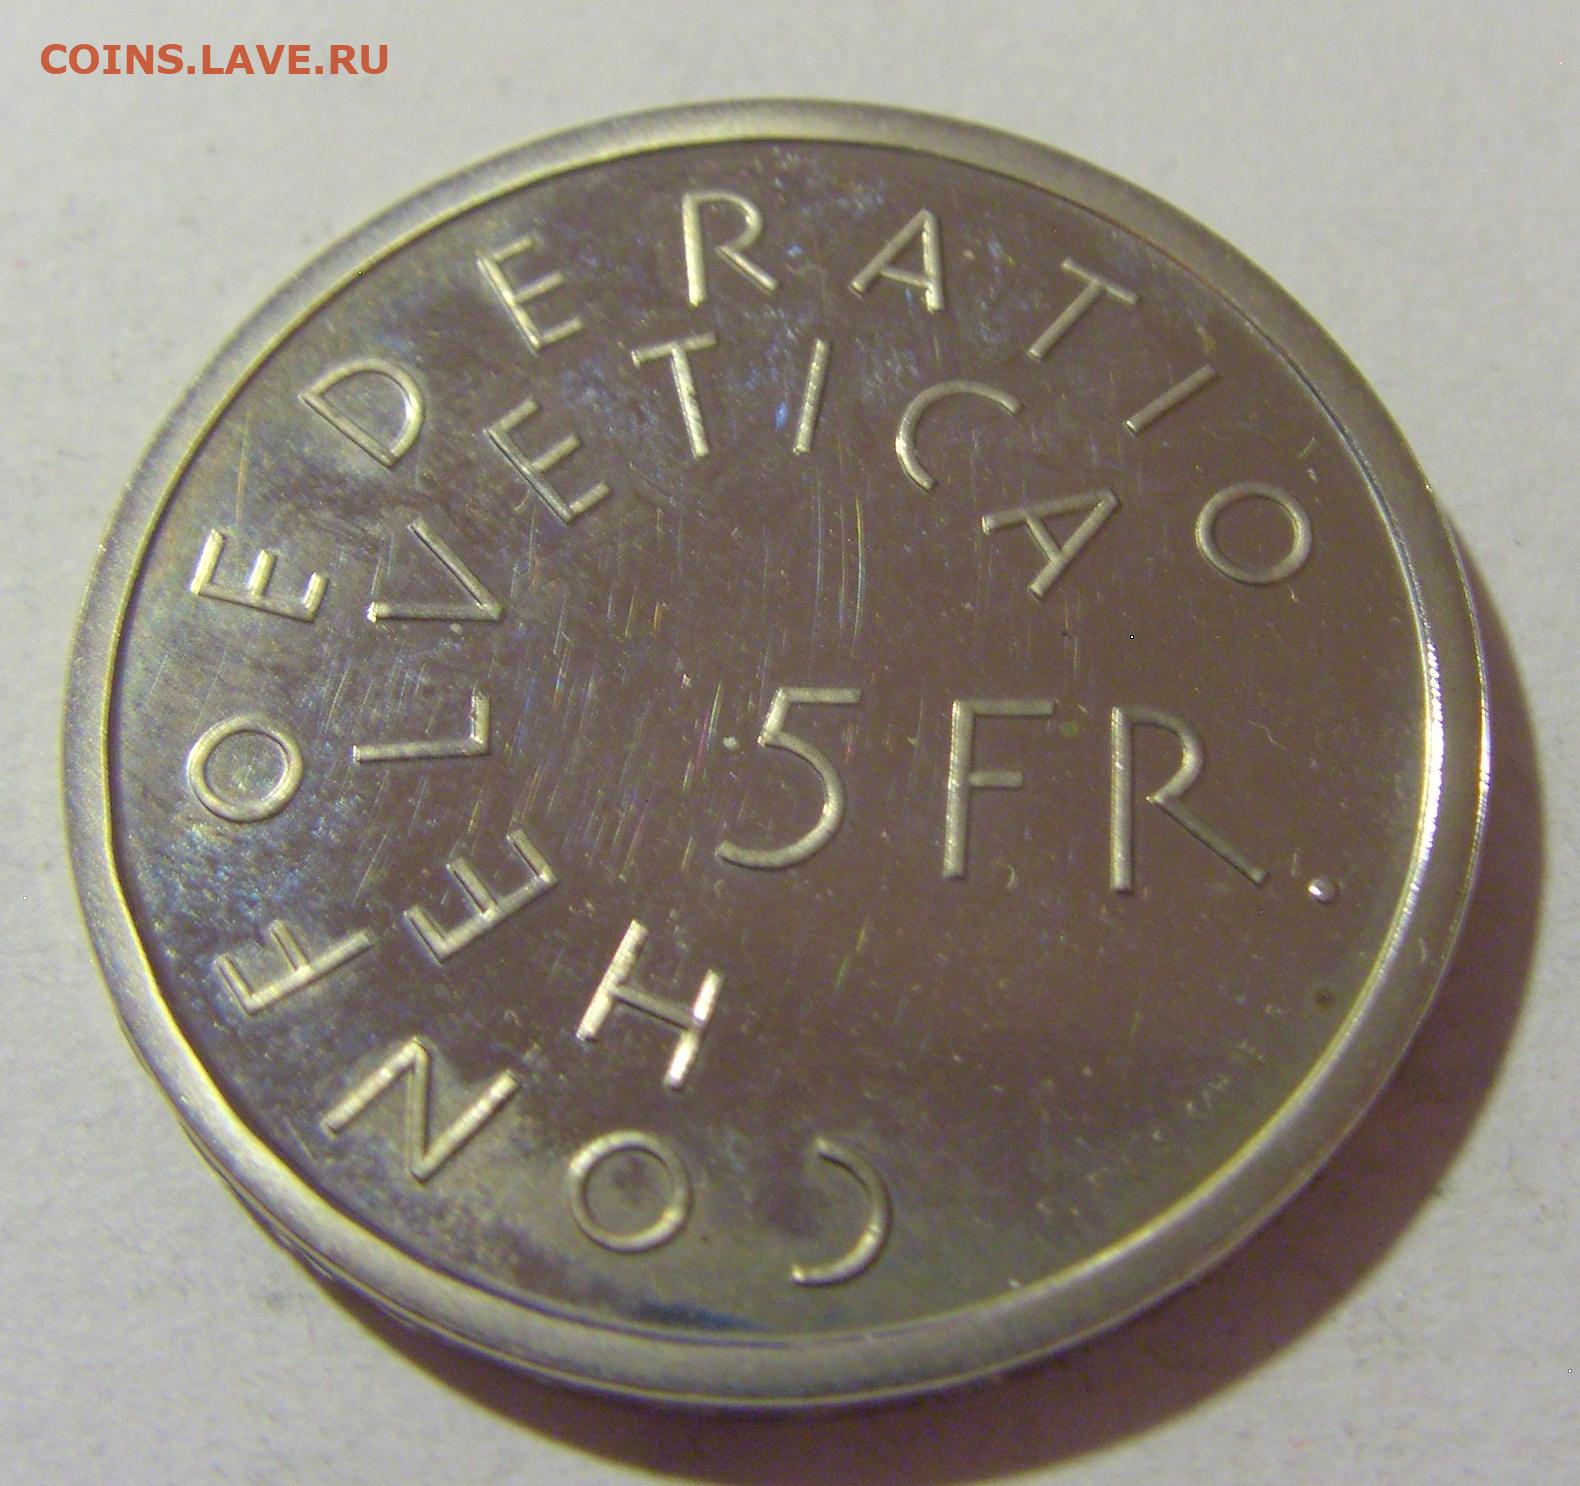 COINS.LAVE.RU
CONFOEDERATIO
HELVETICA
5 FR.